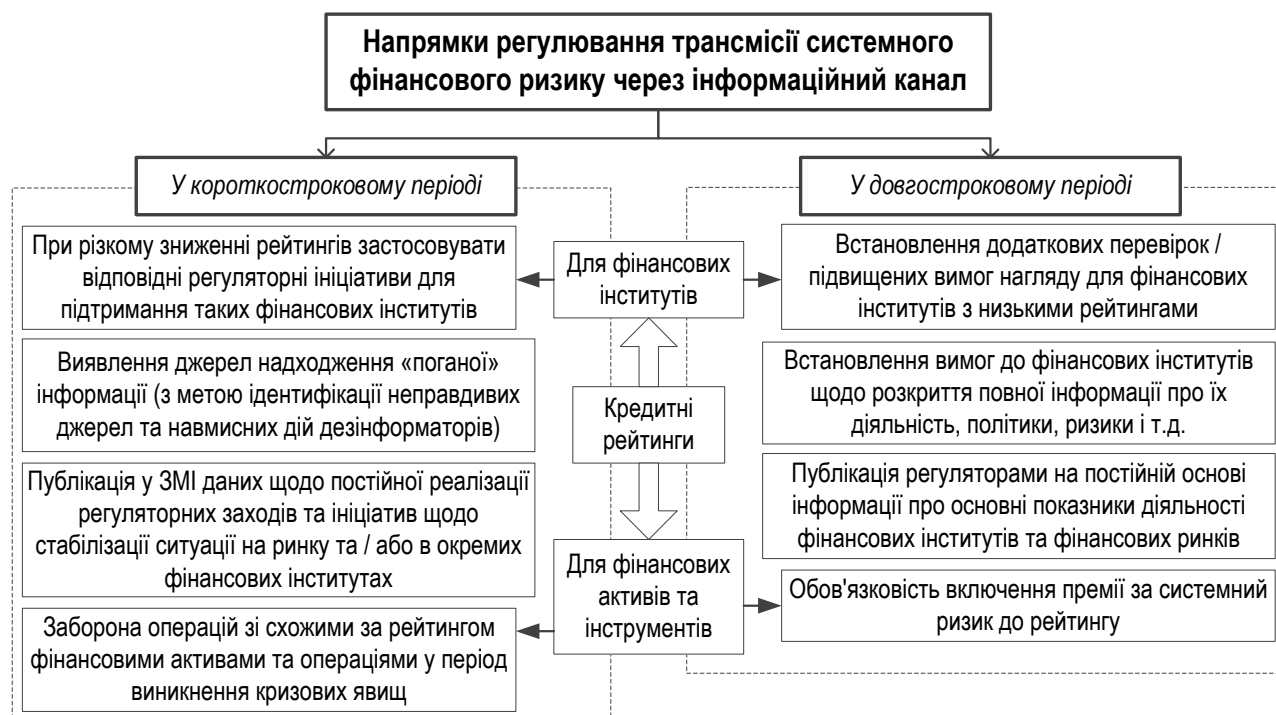 Напрямки регулювання трансмісії системного
фінансового ризику через інформаційний канал
У короткостроковому періоді
При різкому зниженні рейтингів застосовувати
відповідні регуляторні ініціативи для
підтримання таких фінансових інститутів
Виявлення джерел надходження «поганої»
інформації (з метою ідентифікації неправдивих
джерел та навмисних дій дезінформаторів)
Публікація у ЗМІ даних щодо постійної реалізації
регуляторних заходів та ініціатив щодо
стабілізації ситуації на ринку та / або в окремих
фінансових інститутах
Заборона операцій зі схожими за рейтингом
фінансовими активами та операціями у період
виникнення кризових явищ
Для фінансових
інститутів
Кредитні
рейтинги
Для фінансових
активів та
інструментів
У довгостроковому періоді
Встановлення додаткових перевірок /
підвищених вимог нагляду для фінансових
інститутів з низькими рейтингами
Встановлення вимог до фінансових інститутів
щодо розкриття повної інформації про їх
діяльність, політики, ризики і т.д.
Публікація регуляторами на постійній основі
інформації про основні показники діяльності
фінансових інститутів та фінансових ринків
Обов'язковість включення премії за системний
ризик до рейтингу